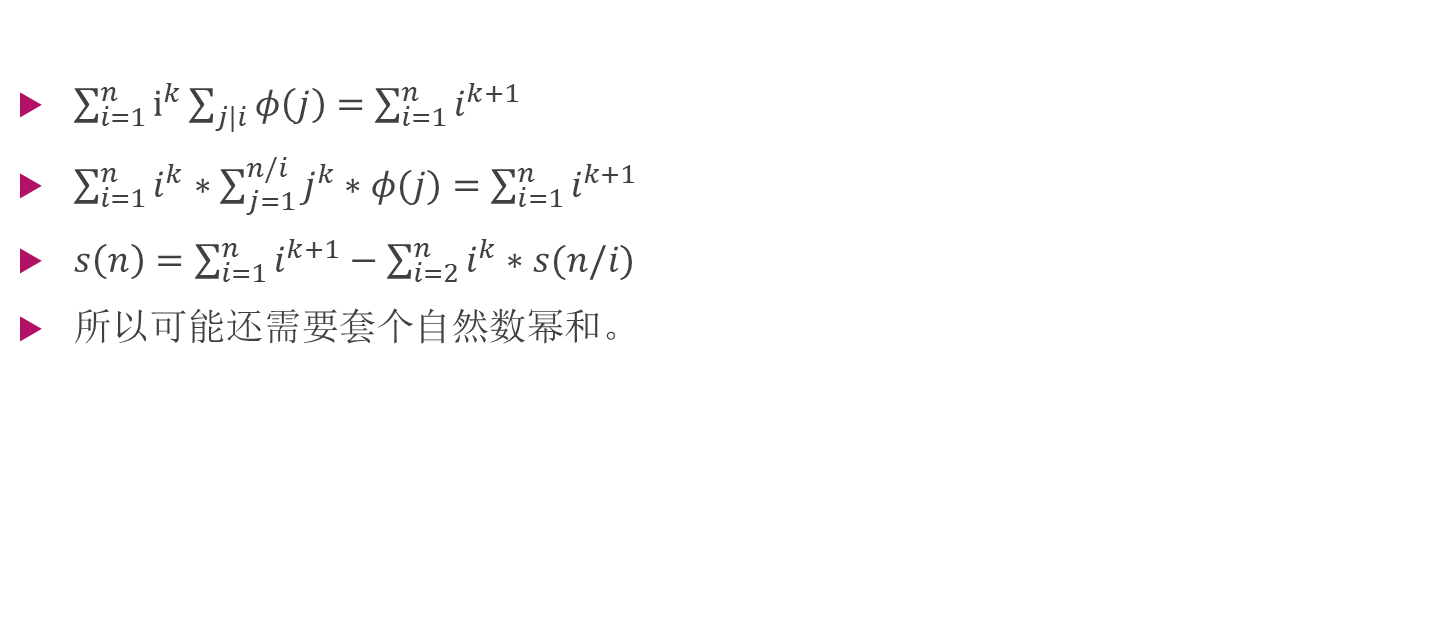 ∑_{i=1}^{n} i^k ∑_{j|i} ϕ(j) = ∑_{i=1}^{n} i^{k+1}
∑_{i=1}^{n} i^k * ∑_{j=1}^{n/i} j^k * ϕ(j) = ∑_{i=1}^{n} i^{k+1}
s(n) = ∑_{i=1}^{n} i^{k+1} − ∑_{i=2}^{n} i^k * s(n/i)
所以可能还需要套个自然数幂和。